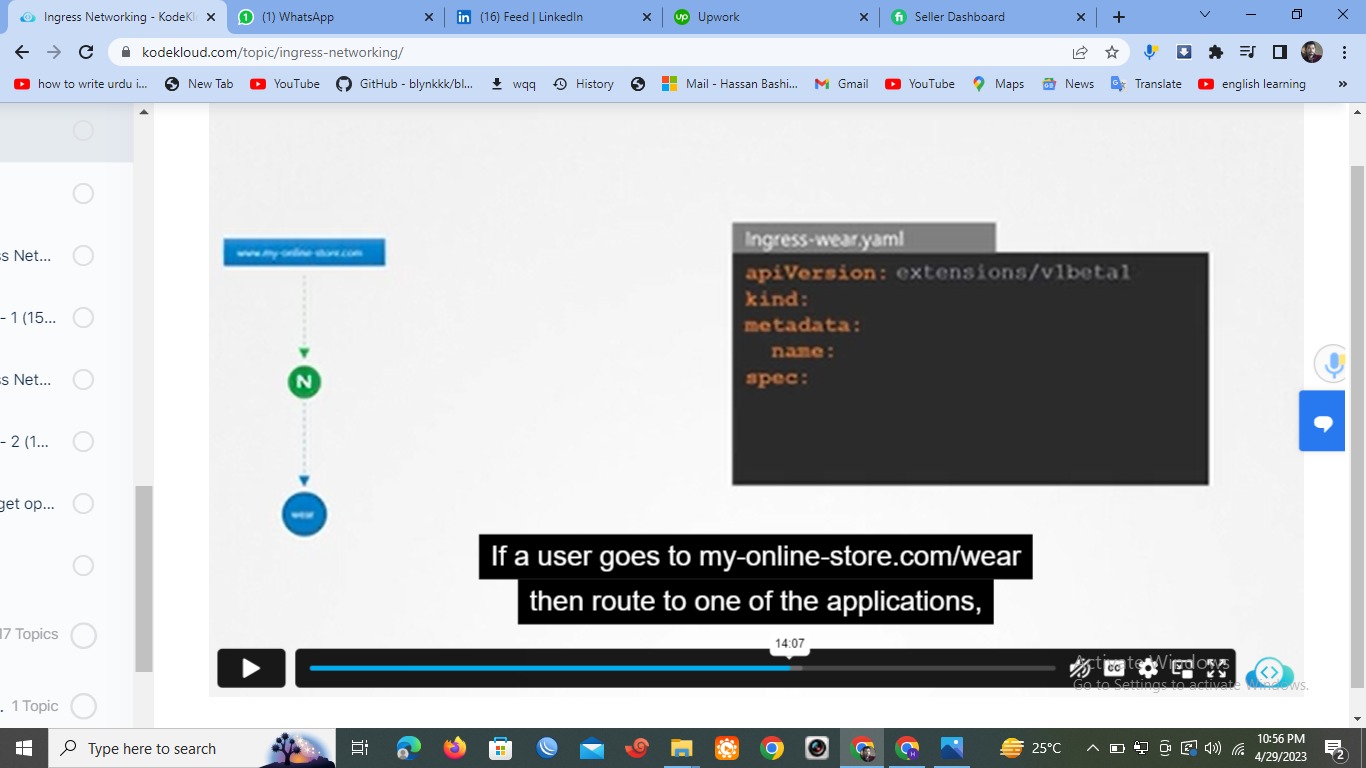 Ingress Networking - KodeKl
(1) WhatsApp
(16) Feed | LinkedIn
Upwork
Seller Dashboard
kodekloud.com/topic/ingress-networking/
how to write urdu i...
New Tab
YouTube
GitHub - blynkkk/bl...
wqq
History
Mail - Hassan Bashi...
Gmail
YouTube
Maps
News
Translate
english learning
»
s Net...
- 1 (15...
s Net...
- 2 (1...
get op...
17 Topics
. 1 Topic
www.my-online-store.com
N
wear
Ingress-wear.yaml
apiVersion: extensions/v1beta1
kind:
metadata:
name:
spec:
If a user goes to my-online-store.com/wear
then route to one of the applications,
14:07
CC
Activate Windows
Go to Settings to activate Windows.
Type here to search
25°C
10:56 PM
4/29/2023
2